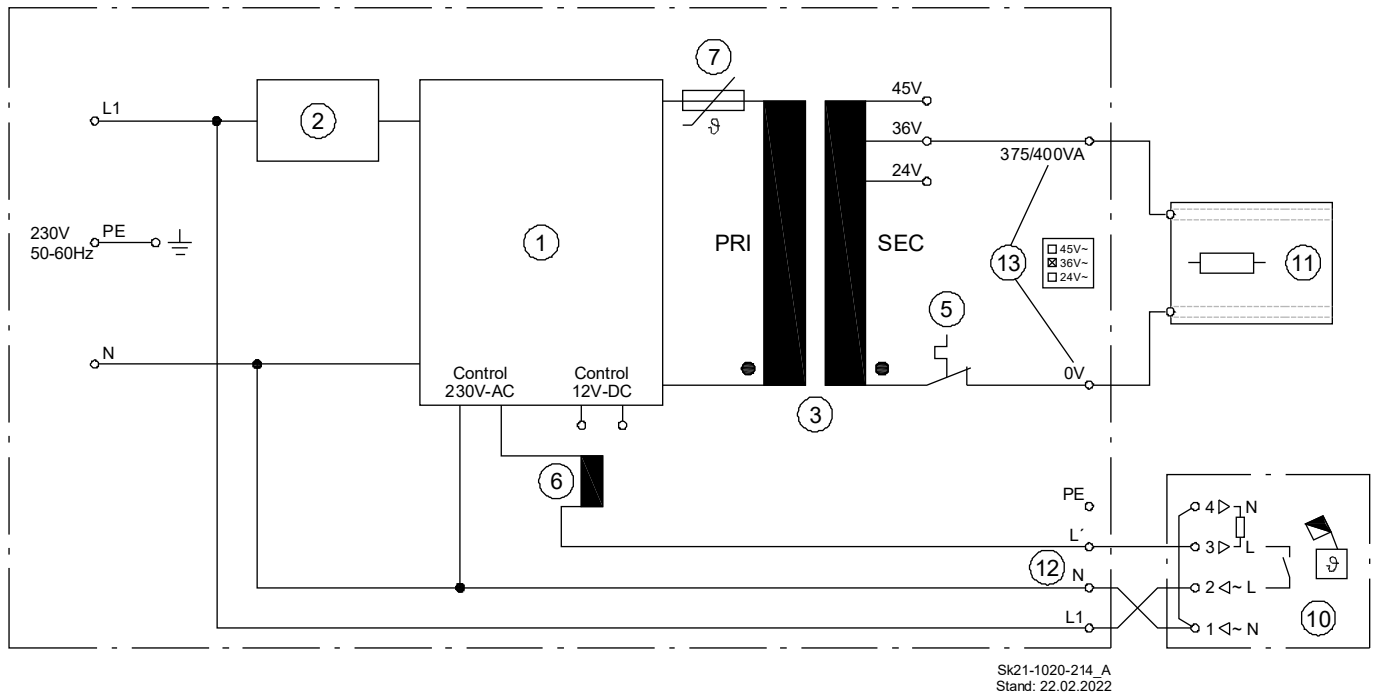 L1
2
7
ϑ
45V
36V
375/400VA
24V
230V
50-60Hz
PE
1
PRI
SEC
13
☐ 45V~
☒ 36V~
☐ 24V~
11
5
N
Control
230V-AC
Control
12V-DC
0V
3
6
PE
L´
12
N
L1
4 ▷ N
3 ▷ L
2 ◁~ L
1 ◁~ N
ϑ
10
Sk21-1020-214_A
Stand: 22.02.2022